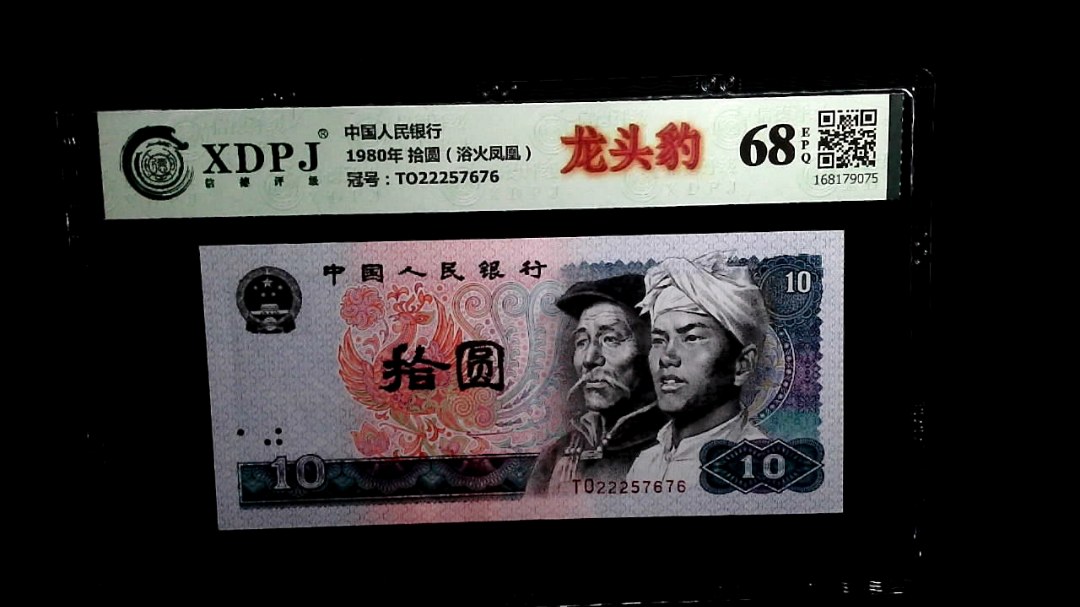 XDPJ ®
信德评级
中国人民银行
1980年 拾圆（浴火凤凰）
冠号：TO22257676
龙头豹
68 EPQ
168179075
中国人民银行
10
拾圆
10
TO22257676
10